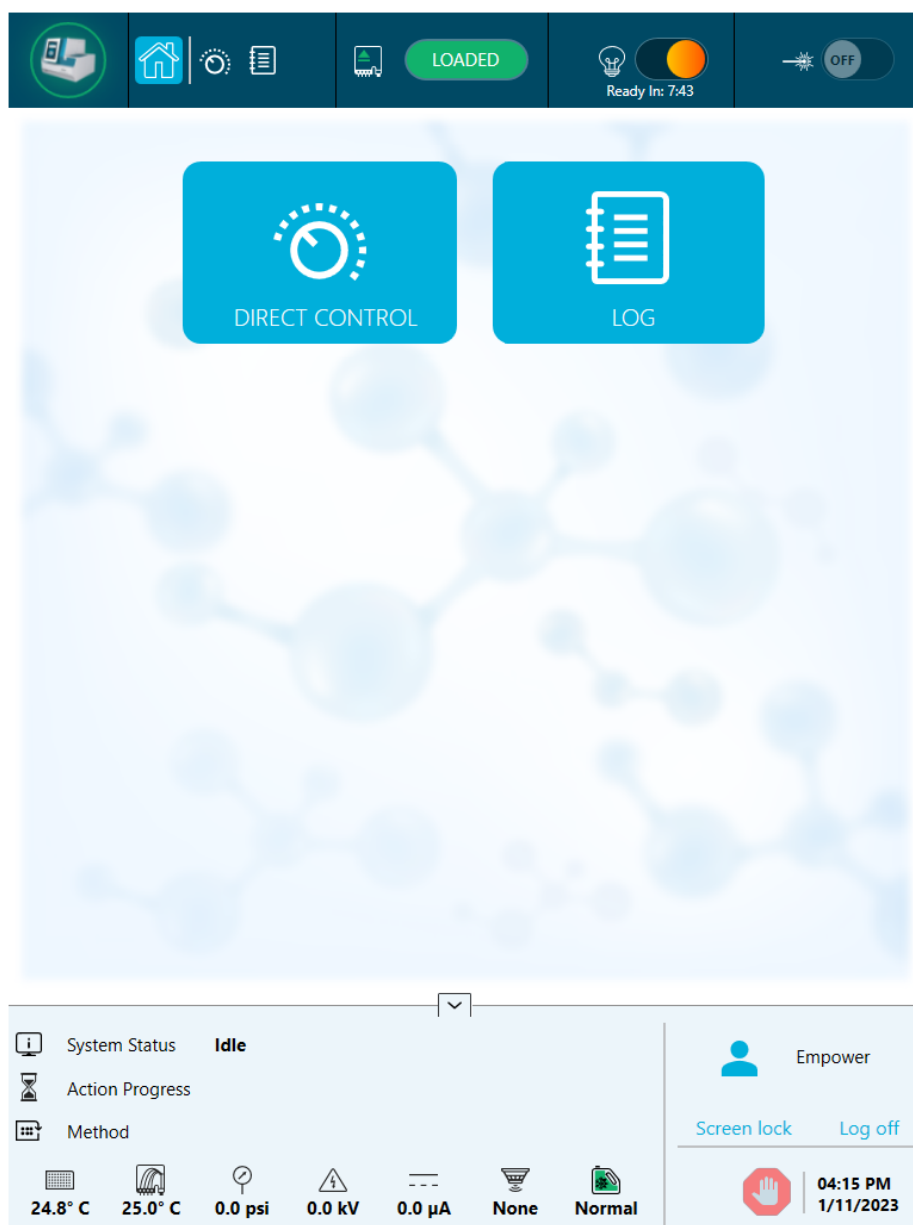 LOADED
Ready In: 7:43
OFF
DIRECT CONTROL
LOG
System Status Idle
Action Progress
Method
Empower
Screen lock Log off
24.8° C 25.0° C 0.0 psi 0.0 kV 0.0 µA None Normal
04:15 PM
1/11/2023